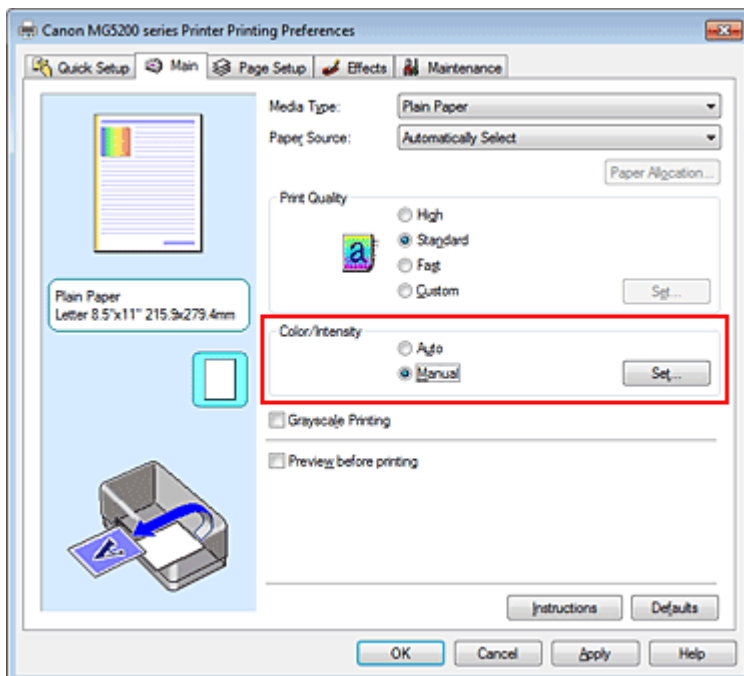 Canon MG5200 series Printer Printing Preferences
Quick Setup Main Page Setup Effects Maintenance
Media Type: Plain Paper
Paper Source: Automatically Select
Paper Allocation...
Print Quality
High
a
Standard
Fast
Custom Set...
Plain Paper
Letter 8.5"x11" 215.9x279.4mm
Color/Intensity
Auto
Manual Set...
Grayscale Printing
Preview before printing
A
Instructions Defaults
OK Cancel Apply Help